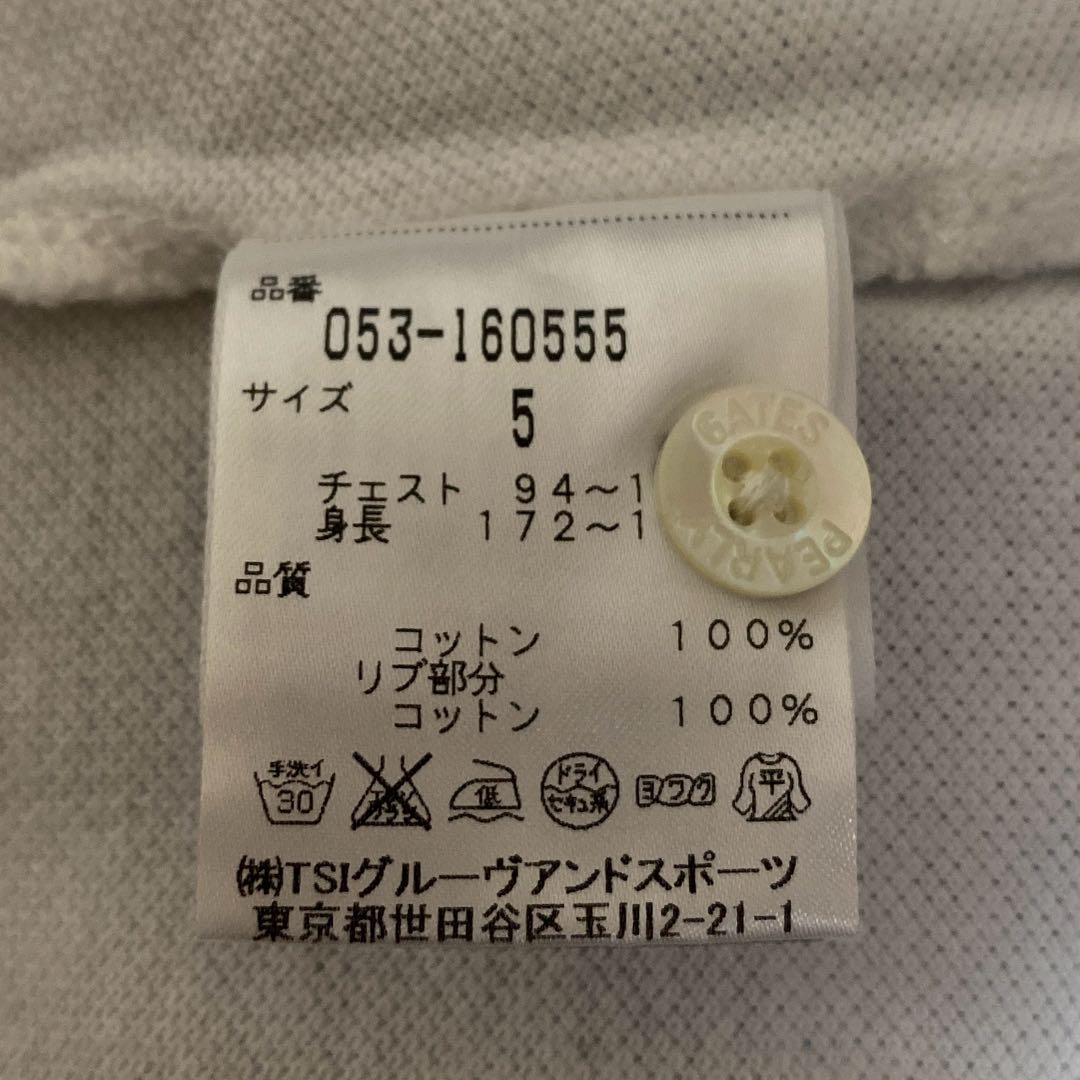 品番
053-160555
サイズ 5
チェスト 94～1
身長 172～1
GATES
PEARLY
品質
コットン 100%
リブ部分
コットン 100%
手洗イ 30 低 ドライ セキユ系 ヨワク 平
㈱TSIグルーヴアンドスポーツ
東京都世田谷区玉川2-21-1